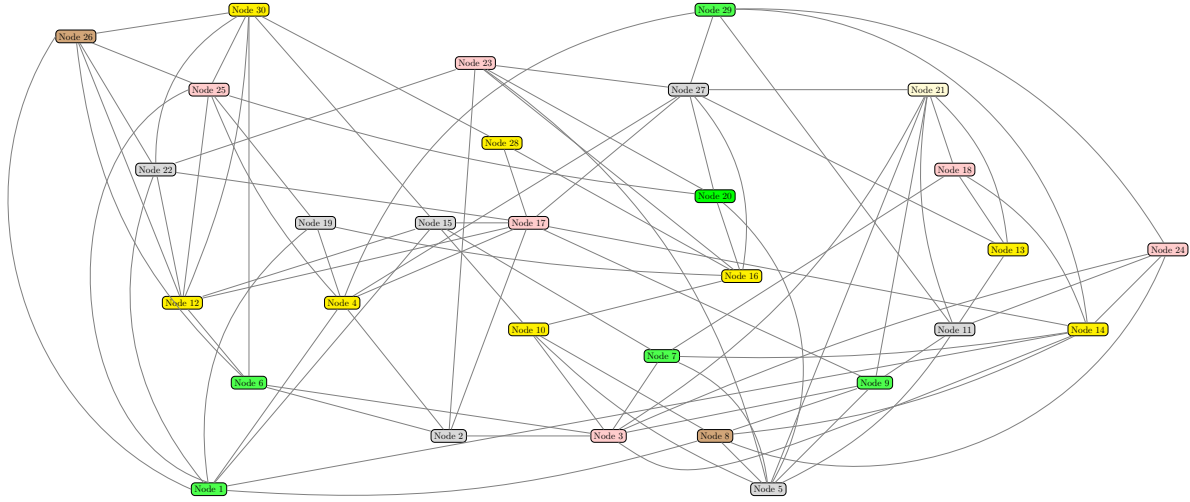 Node 30
Node 29
Node 26
Node 23
Node 25
Node 27
Node 21
Node 28
Node 22
Node 18
Node 20
Node 19
Node 15
Node 17
Node 13
Node 24
Node 16
Node 12
Node 4
Node 10
Node 11
Node 14
Node 7
Node 6
Node 9
Node 2
Node 3
Node 8
Node 1
Node 5